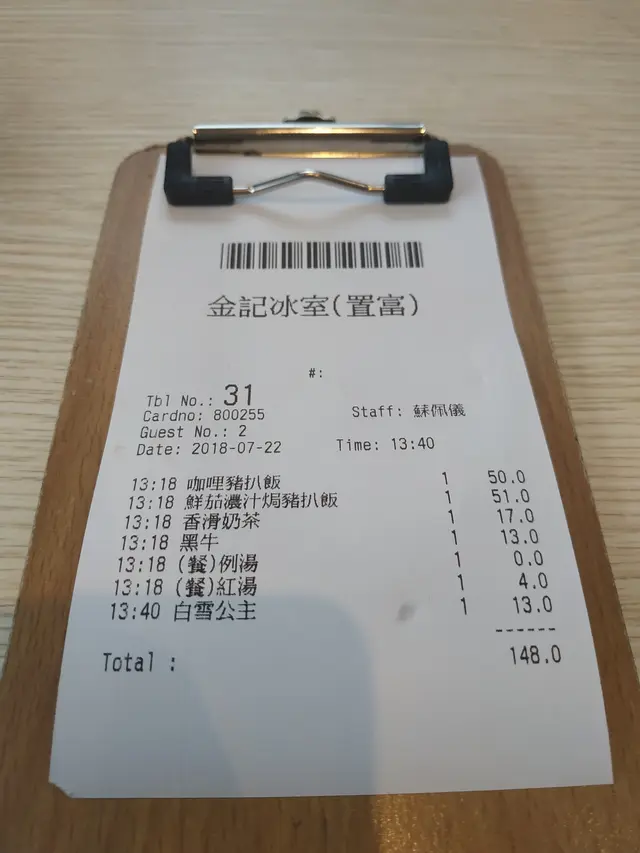 金記冰室(置富)
#:
Tbl No.: 31
Cardno: 800255 Staff: 蘇佩儀
Guest No.: 2
Date: 2018-07-22 Time: 13:40
13:18 咖哩豬扒飯 1 50.0
13:18 鮮茄濃汁焗豬扒飯 1 51.0
13:18 香滑奶茶 1 17.0
13:18 黑牛 1 13.0
13:18 (餐)例湯 1 0.0
13:18 (餐)紅湯 1 4.0
13:40 白雪公主 1 13.0
------
Total : 148.0